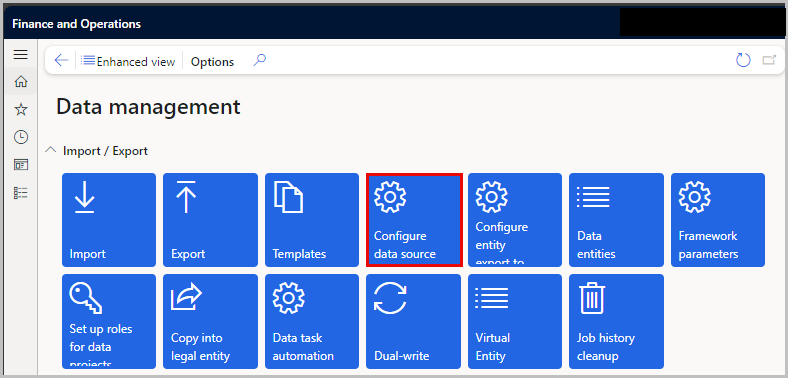 Finance and Operations
Enhanced view Options
Data management
Import / Export
Import
Export
Templates
Configure
data source
Configure
entity
export to
Data
entities
Framework
parameters
Set up roles
for data
projects
Copy into
legal entity
Data task
automation
Dual-write
Virtual
Entity
Job history
cleanup